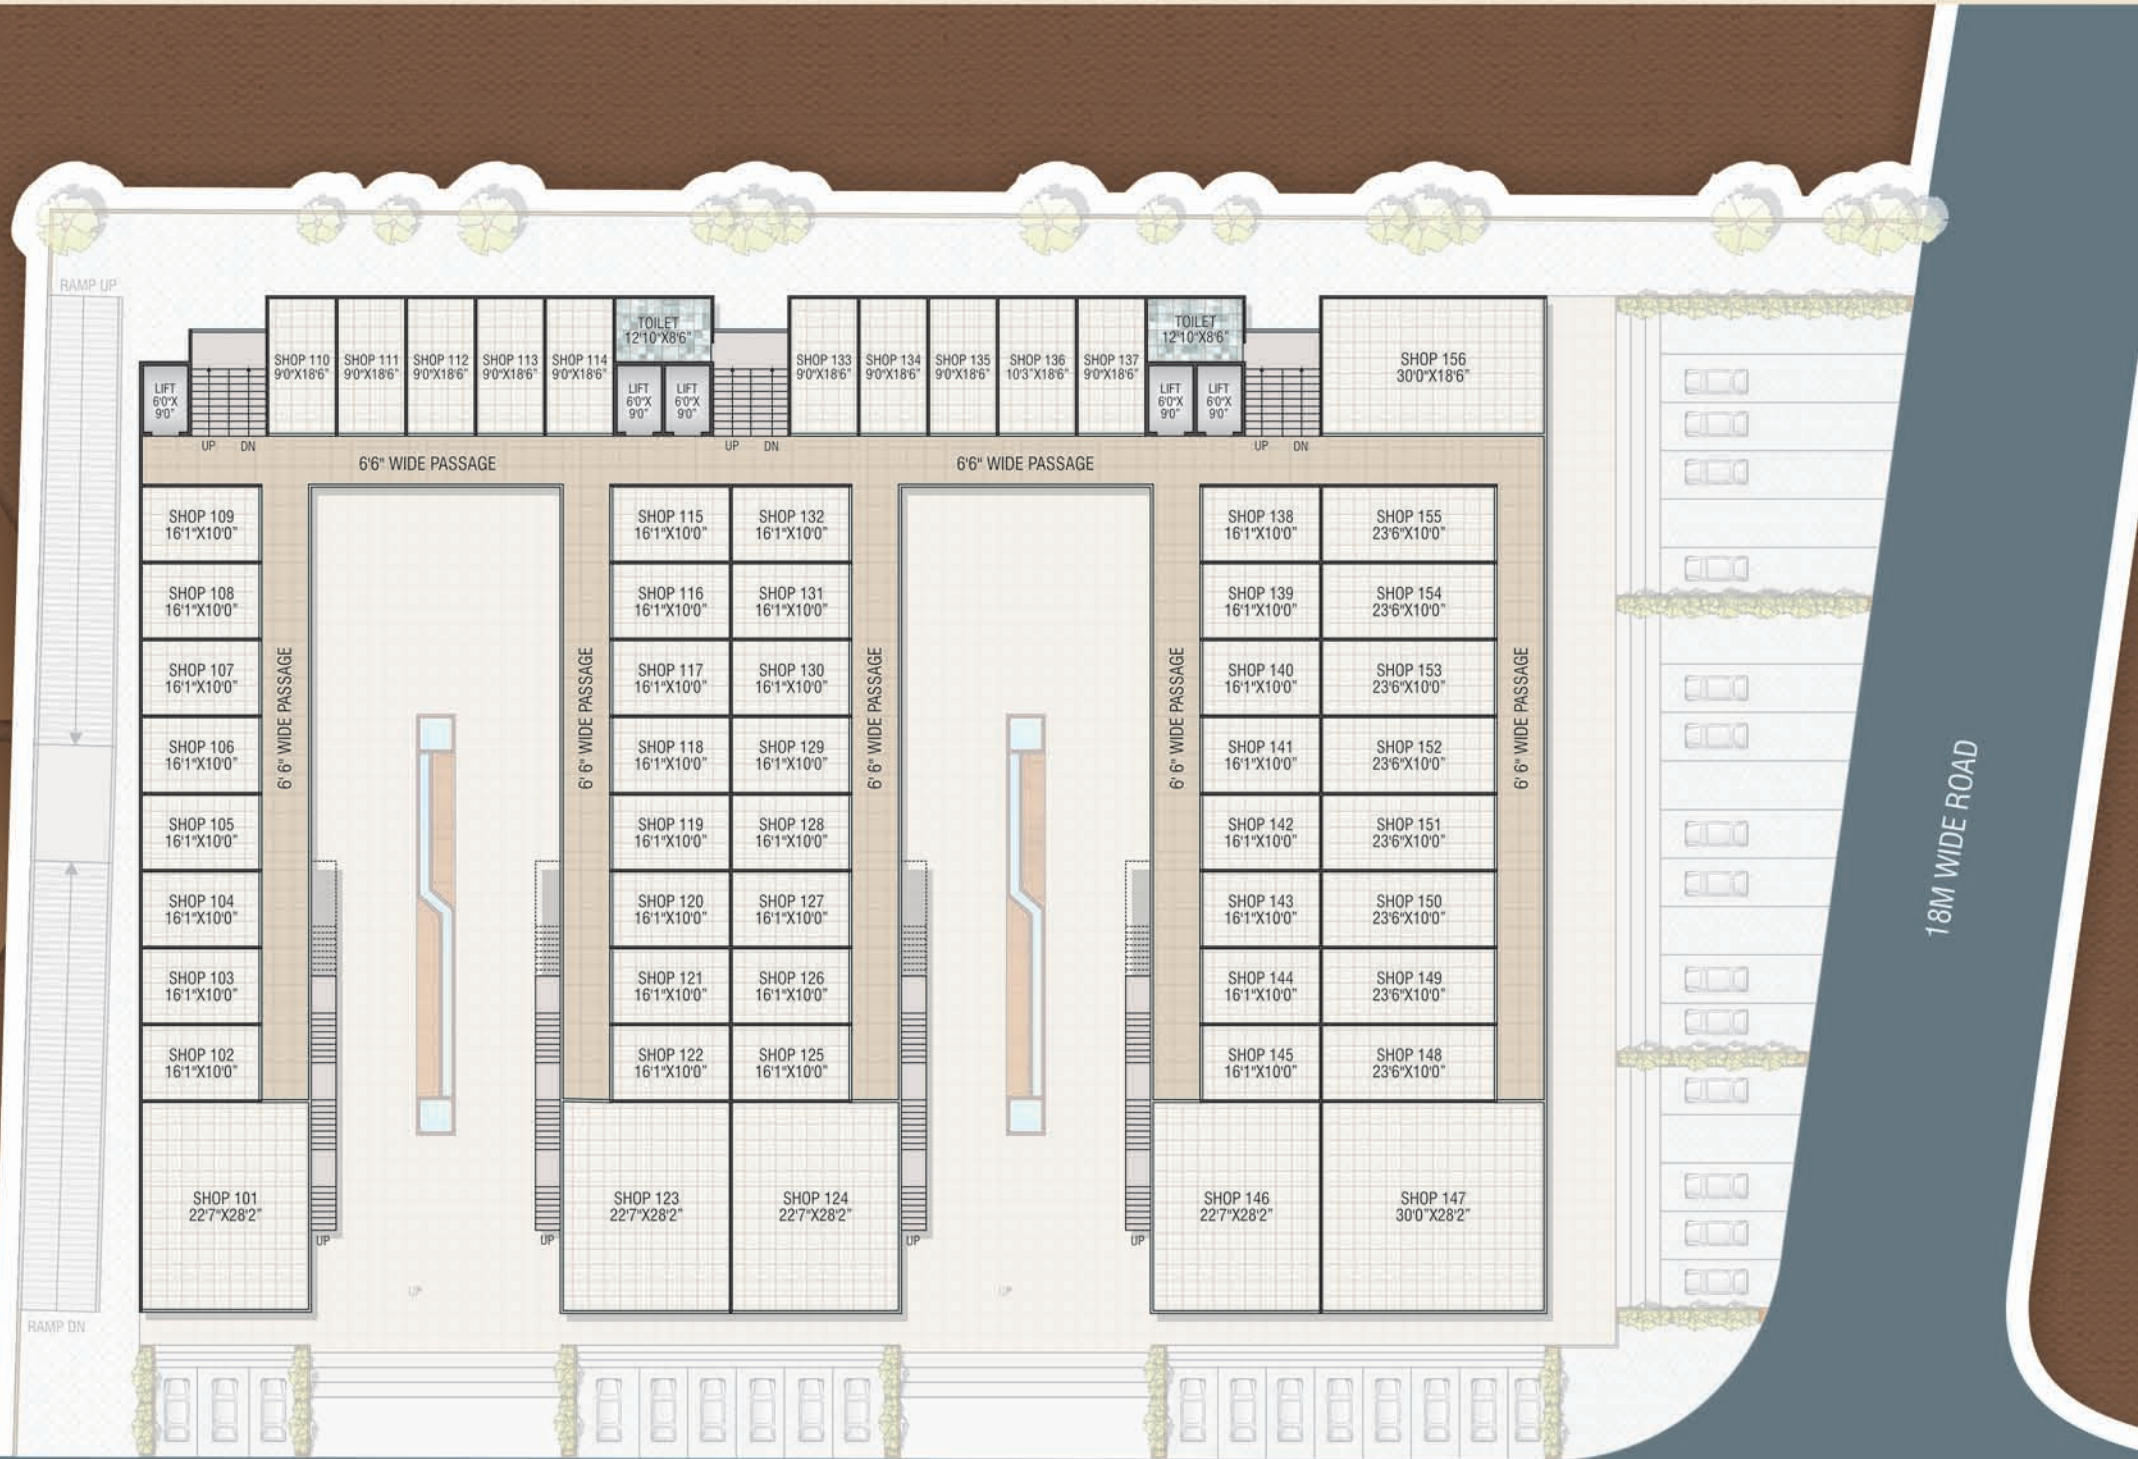 RAMP UP
SHOP 110
9'0"X18'6"
SHOP 111
9'0"X18'6"
SHOP 112
9'0"X18'6"
SHOP 113
9'0"X18'6"
SHOP 114
9'0"X18'6"
TOILET
12'10"X8'6"
SHOP 133
9'0"X18'6"
SHOP 134
9'0"X18'6"
SHOP 135
9'0"X18'6"
SHOP 136
10'3"X18'6"
SHOP 137
9'0"X18'6"
TOILET
12'10"X8'6"
SHOP 156
30'0"X18'6"
LIFT
6'0"X
9'0"
LIFT
6'0"X
9'0"
LIFT
6'0"X
9'0"
LIFT
6'0"X
9'0"
LIFT
6'0"X
9'0"
UP
DN
UP
DN
UP
DN
6'6" WIDE PASSAGE
6'6" WIDE PASSAGE
SHOP 109
16'1"X10'0"
SHOP 115
16'1"X10'0"
SHOP 132
16'1"X10'0"
SHOP 138
16'1"X10'0"
SHOP 155
23'6"X10'0"
SHOP 108
16'1"X10'0"
SHOP 116
16'1"X10'0"
SHOP 131
16'1"X10'0"
SHOP 139
16'1"X10'0"
SHOP 154
23'6"X10'0"
SHOP 107
16'1"X10'0"
SHOP 117
16'1"X10'0"
SHOP 130
16'1"X10'0"
SHOP 140
16'1"X10'0"
SHOP 153
23'6"X10'0"
6' 6" WIDE PASSAGE
6' 6" WIDE PASSAGE
6' 6" WIDE PASSAGE
6' 6" WIDE PASSAGE
6' 6" WIDE PASSAGE
SHOP 106
16'1"X10'0"
SHOP 118
16'1"X10'0"
SHOP 129
16'1"X10'0"
SHOP 141
16'1"X10'0"
SHOP 152
23'6"X10'0"
SHOP 105
16'1"X10'0"
SHOP 119
16'1"X10'0"
SHOP 128
16'1"X10'0"
SHOP 142
16'1"X10'0"
SHOP 151
23'6"X10'0"
18M WIDE ROAD
SHOP 104
16'1"X10'0"
SHOP 120
16'1"X10'0"
SHOP 127
16'1"X10'0"
SHOP 143
16'1"X10'0"
SHOP 150
23'6"X10'0"
SHOP 103
16'1"X10'0"
SHOP 121
16'1"X10'0"
SHOP 126
16'1"X10'0"
SHOP 144
16'1"X10'0"
SHOP 149
23'6"X10'0"
SHOP 102
16'1"X10'0"
SHOP 122
16'1"X10'0"
SHOP 125
16'1"X10'0"
SHOP 145
16'1"X10'0"
SHOP 148
23'6"X10'0"
SHOP 101
22'7"X28'2"
SHOP 123
22'7"X28'2"
SHOP 124
22'7"X28'2"
SHOP 146
22'7"X28'2"
SHOP 147
30'0"X28'2"
UP
UP
UP
UP
UP
UP
RAMP DN